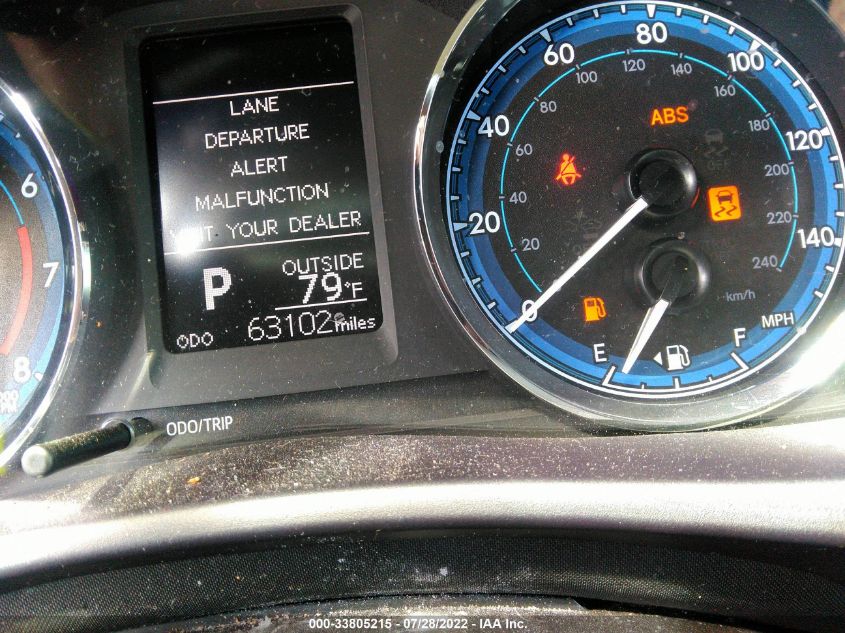 LANE
DEPARTURE
ALERT
MALFUNCTION
VISIT YOUR DEALER
P
OUTSIDE
79°F
ODO 63102 miles
ODO/TRIP
6
7
8
0
20
40
60
80
100
120
140
MPH
20
40
60
80
100
120
140
160
180
200
220
240
km/h
ABS
E
F
000-33805215 - 07/28/2022 - IAA Inc.